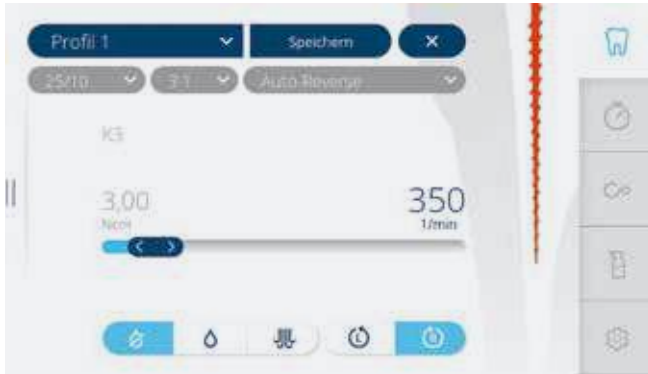 Profil 1 Speichern
25/10 3:1 Auto Reverse
K3
3,00 350
Ncm 1/min